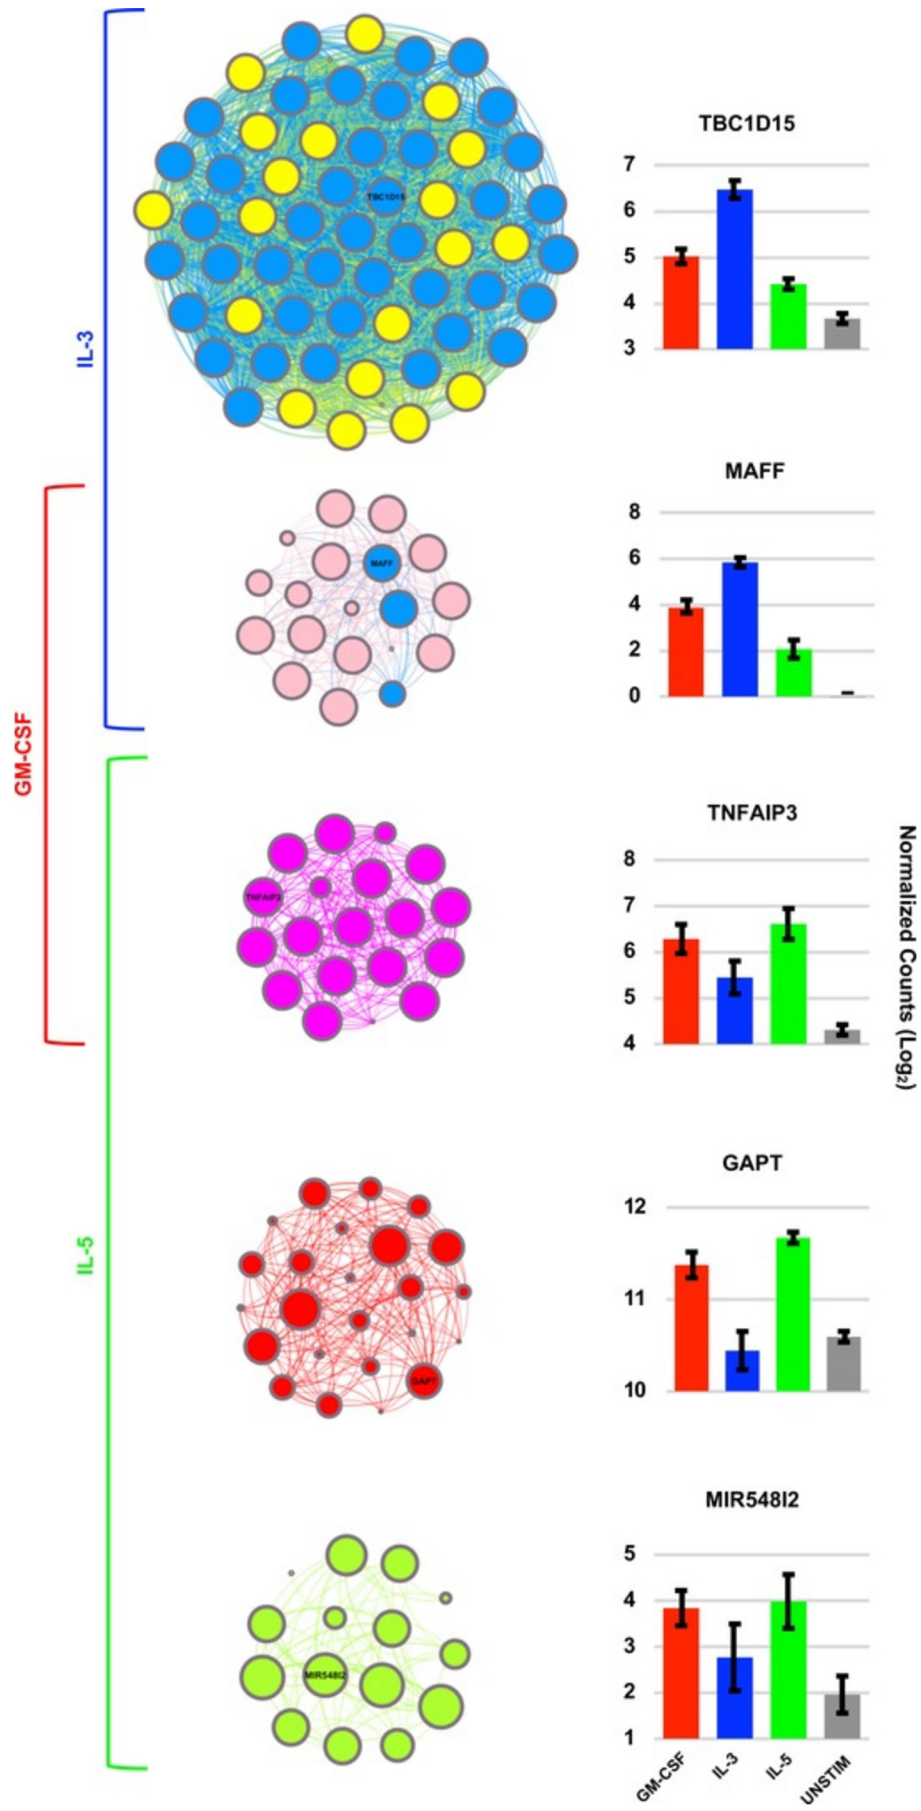 TBC1D15
7
6
5
4
3
TBC1D15
IL-3
MAFF
8
6
4
2
0
MAFF
GM-CSF
TNFAIP3
8
7
6
5
4
TNFAIP3
Normalized Counts (Log₂)
GAPT
12
11
10
GAPT
IL-5
MIR548I2
5
4
3
2
1
MIR548I2
GM-CSF
IL-3
IL-5
UNSTIM